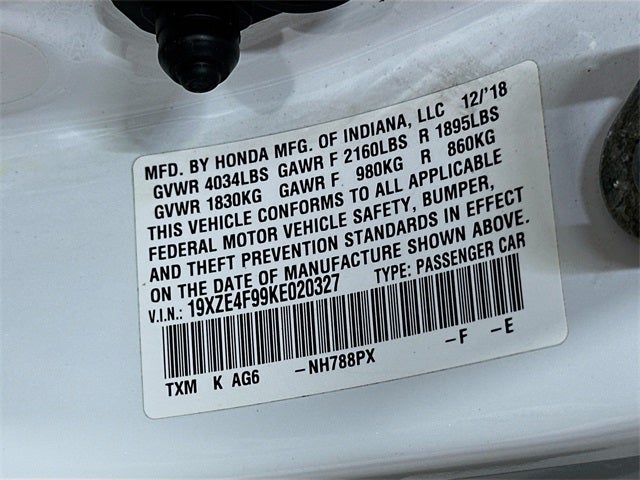 MFD. BY HONDA MFG. OF INDIANA, LLC 12/'18
GVWR 4034LBS GAWR F 2160LBS R 1895LBS
GVWR 1830KG GAWR F 980KG R 860KG
THIS VEHICLE CONFORMS TO ALL APPLICABLE
FEDERAL MOTOR VEHICLE SAFETY, BUMPER,
AND THEFT PREVENTION STANDARDS IN EFFECT
ON THE DATE OF MANUFACTURE SHOWN ABOVE.
V.I.N.: 19XZE4F99KE020327 TYPE: PASSENGER CAR
TXM K AG6 -NH788PX -F -E